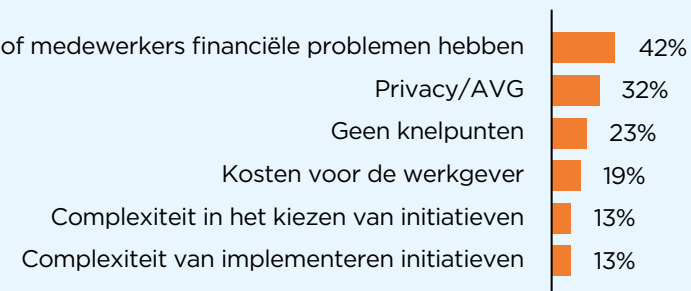 of medewerkers financiële problemen hebben 42%
Privacy/AVG 32%
Geen knelpunten 23%
Kosten voor de werkgever 19%
Complexiteit in het kiezen van initiatieven 13%
Complexiteit van implementeren initiatieven 13%